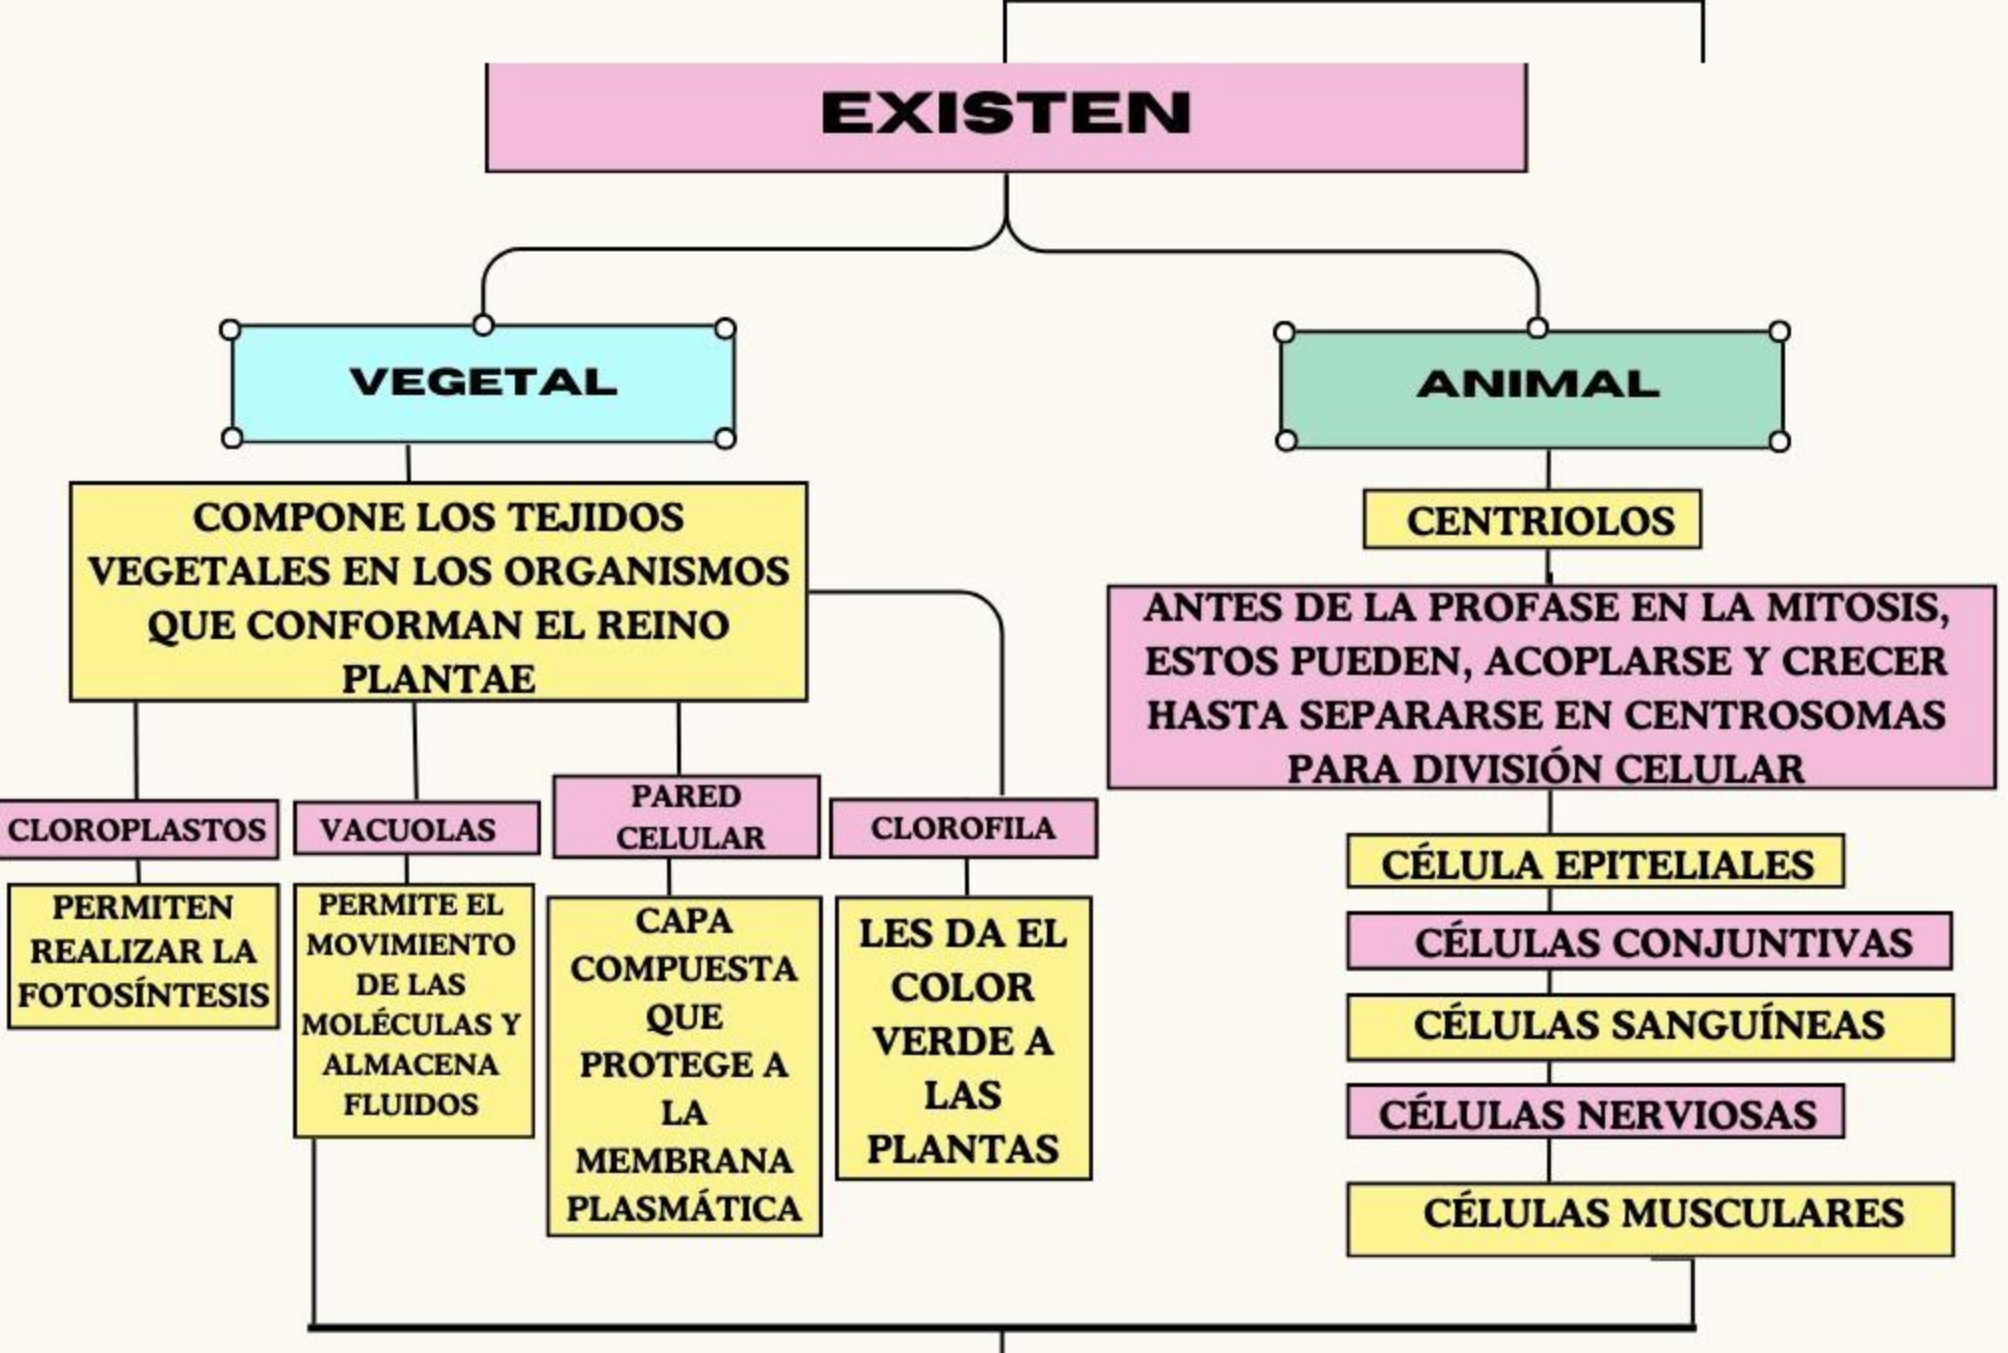 EXISTEN
VEGETAL
COMPONE LOS TEJIDOS
VEGETALES EN LOS ORGANISMOS
QUE CONFORMAN EL REINO
PLANTAE
CLOROPLASTOS
PERMITEN
REALIZAR LA
FOTOSÍNTESIS
VACUOLAS
PERMITE EL
MOVIMIENTO
DE LAS
MOLÉCULAS Y
ALMACENA
FLUIDOS
PARED
CELULAR
CAPA
COMPUESTA
QUE
PROTEGE A
LA
MEMBRANA
PLASMÁTICA
CLOROFILA
LES DA EL
COLOR
VERDE A
LAS
PLANTAS
ANIMAL
CENTRIOLOS
ANTES DE LA PROFASE EN LA MITOSIS,
ESTOS PUEDEN, ACOPLARSE Y CRECER
HASTA SEPARARSE EN CENTROSOMAS
PARA DIVISIÓN CELULAR
CÉLULA EPITELIALES
CÉLULAS CONJUNTIVAS
CÉLULAS SANGUÍNEAS
CÉLULAS NERVIOSAS
CÉLULAS MUSCULARES